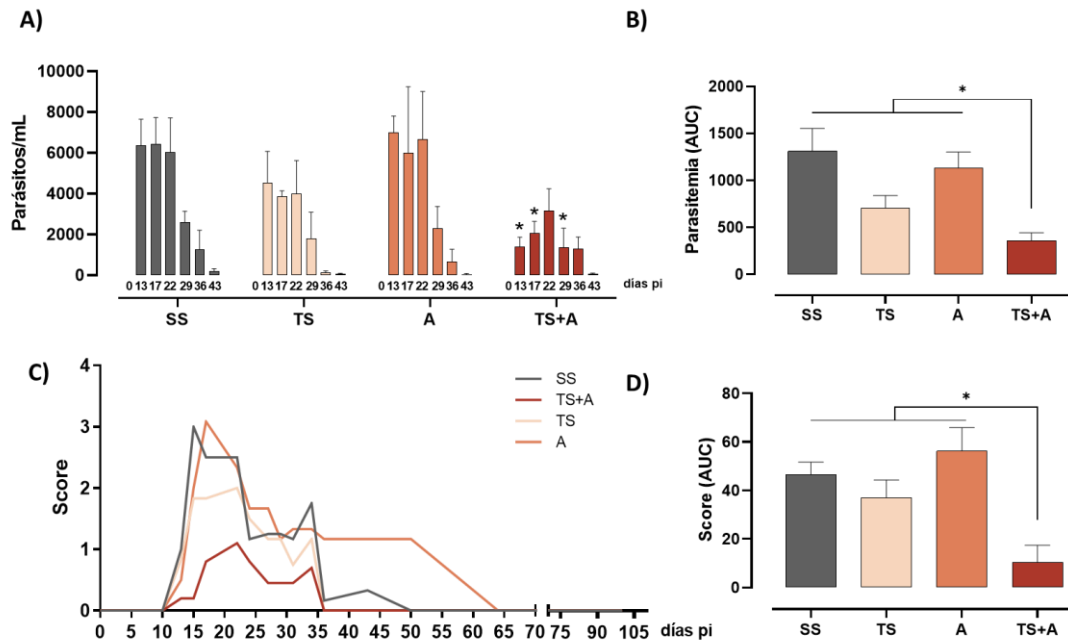 A)
Parásitos/mL
10000
8000
6000
4000
2000
0
* * *
0 13 17 22 29 36 43 0 13 17 22 29 36 43 0 13 17 22 29 36 43 0 13 17 22 29 36 43 días pi
SS TS A TS+A
B)
Parasitemia (AUC)
2000
1500
1000
500
0
*
SS TS A TS+A
C)
Score
4
3
2
1
0
SS
TS+A
TS
A
0 5 10 15 20 25 30 35 40 45 50 55 60 65 70 75 90 105 días pi
D)
Score (AUC)
80
60
40
20
0
*
SS TS A TS+A